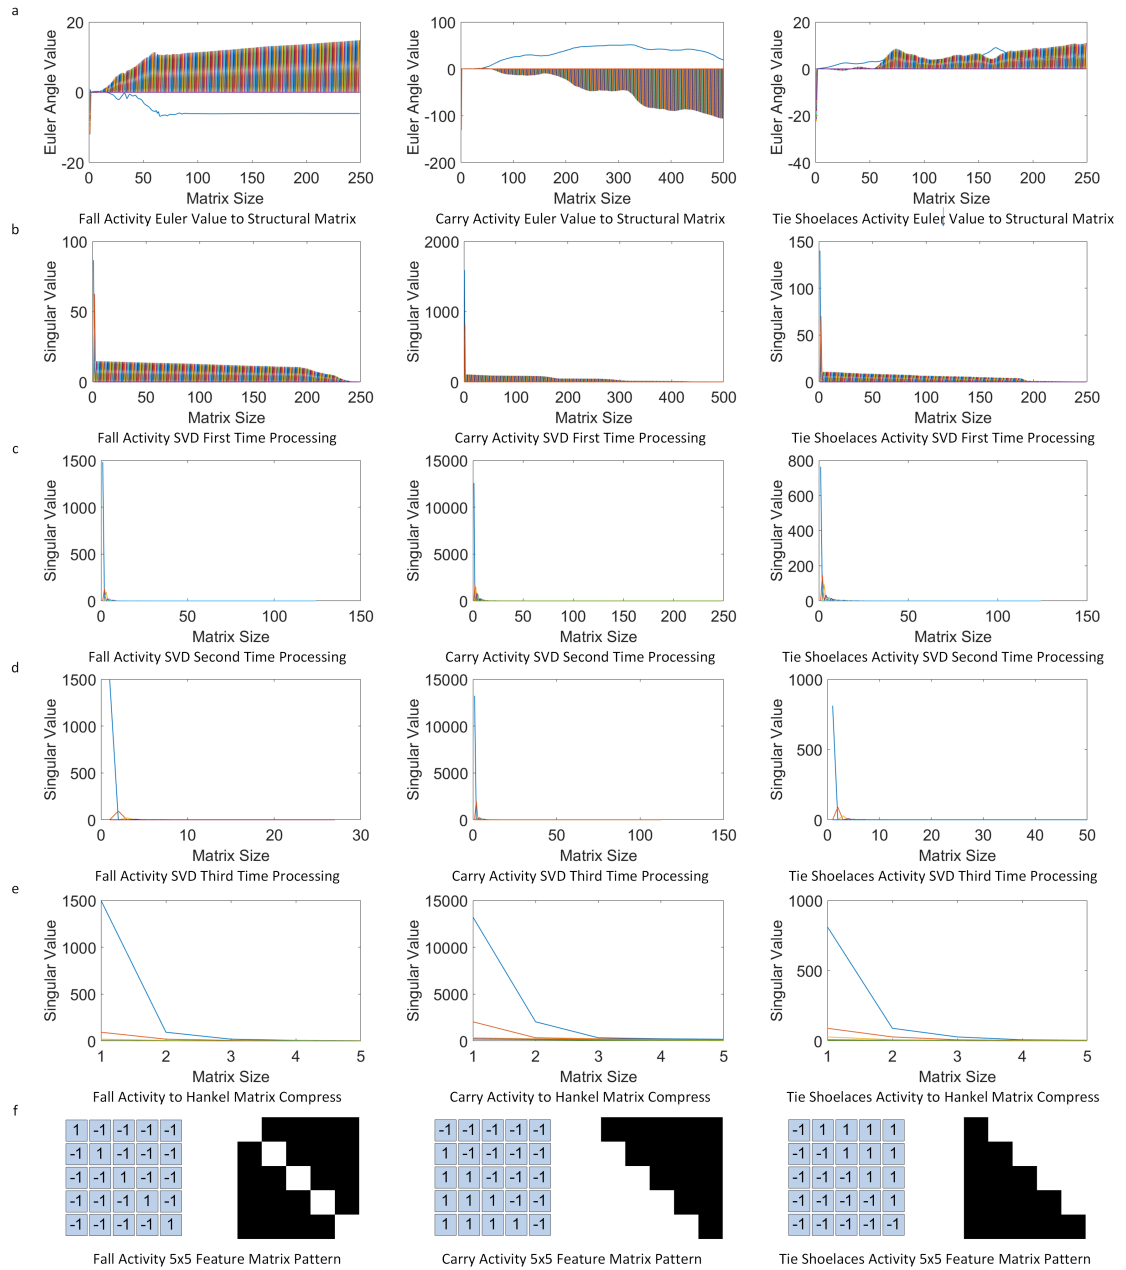 a
Euler Angle Value
20
10
0
-10
-20
0 50 100 150 200 250
Matrix Size
Fall Activity Euler Value to Structural Matrix
Euler Angle Value
100
0
-100
-200
0 100 200 300 400 500
Matrix Size
Carry Activity Euler Value to Structural Matrix
Euler Angle Value
20
0
-20
-40
0 50 100 150 200 250
Matrix Size
Tie Shoelaces Activity Euler Value to Structural Matrix
b
Singular Value
100
50
0
0 50 100 150 200 250
Matrix Size
Fall Activity SVD First Time Processing
Singular Value
2000
1000
0
0 100 200 300 400 500
Matrix Size
Carry Activity SVD First Time Processing
Singular Value
150
100
50
0
0 50 100 150 200 250
Matrix Size
Tie Shoelaces Activity SVD First Time Processing
c
Singular Value
1500
1000
500
0
0 50 100 150
Matrix Size
Fall Activity SVD Second Time Processing
Singular Value
15000
10000
5000
0
0 50 100 150 200 250
Matrix Size
Carry Activity SVD Second Time Processing
Singular Value
800
600
400
200
0
0 50 100 150
Matrix Size
Tie Shoelaces Activity SVD Second Time Processing
d
Singular Value
1500
1000
500
0
0 10 20 30
Matrix Size
Fall Activity SVD Third Time Processing
Singular Value
15000
10000
5000
0
0 50 100 150
Matrix Size
Carry Activity SVD Third Time Processing
Singular Value
1000
500
0
0 10 20 30 40 50
Matrix Size
Tie Shoelaces Activity SVD Third Time Processing
e
Singular Value
1500
1000
500
0
1 2 3 4 5
Matrix Size
Fall Activity to Hankel Matrix Compress
Singular Value
15000
10000
5000
0
1 2 3 4 5
Matrix Size
Carry Activity to Hankel Matrix Compress
Singular Value
1000
500
0
1 2 3 4 5
Matrix Size
Tie Shoelaces Activity to Hankel Matrix Compress
f
1 -1 -1 -1 -1
-1 1 -1 -1 -1
-1 -1 1 -1 -1
-1 -1 -1 1 -1
-1 -1 -1 -1 1
Fall Activity 5x5 Feature Matrix Pattern
-1 -1 -1 -1 -1
1 -1 -1 -1 -1
1 1 -1 -1 -1
1 1 1 -1 -1
1 1 1 1 -1
Carry Activity 5x5 Feature Matrix Pattern
-1 1 1 1 1
-1 -1 1 1 1
-1 -1 -1 1 1
-1 -1 -1 -1 1
-1 -1 -1 -1 -1
Tie Shoelaces Activity 5x5 Feature Matrix Pattern